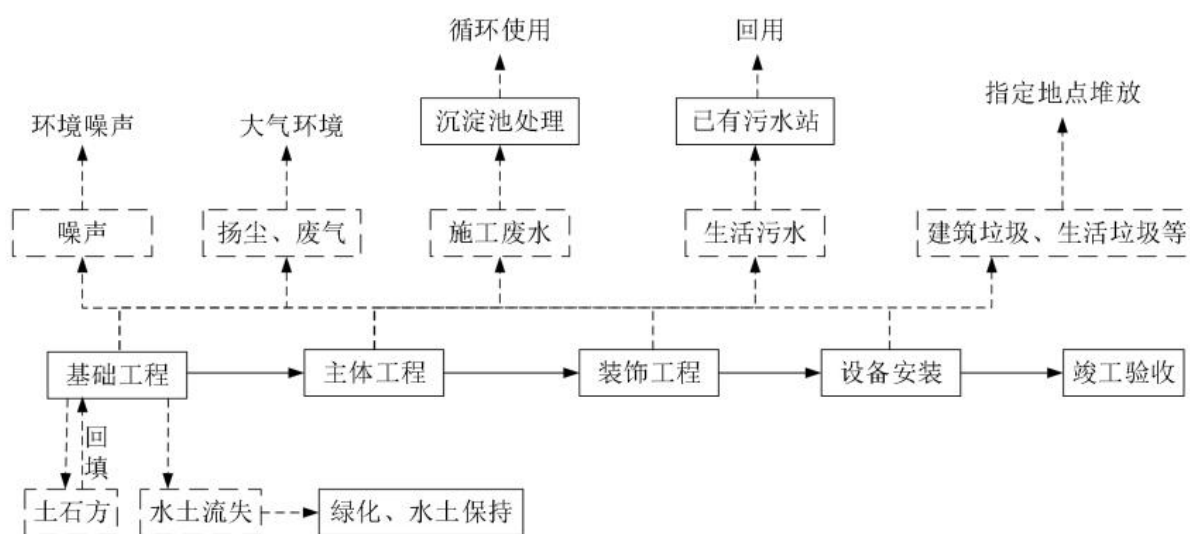 循环使用
回用
指定地点堆放
沉淀池处理
已有污水站
环境噪声
大气环境
噪声
扬尘、废气
施工废水
生活污水
建筑垃圾、生活垃圾等
基础工程
主体工程
装饰工程
设备安装
竣工验收
回
填
土石方
水土流失
绿化、水土保持